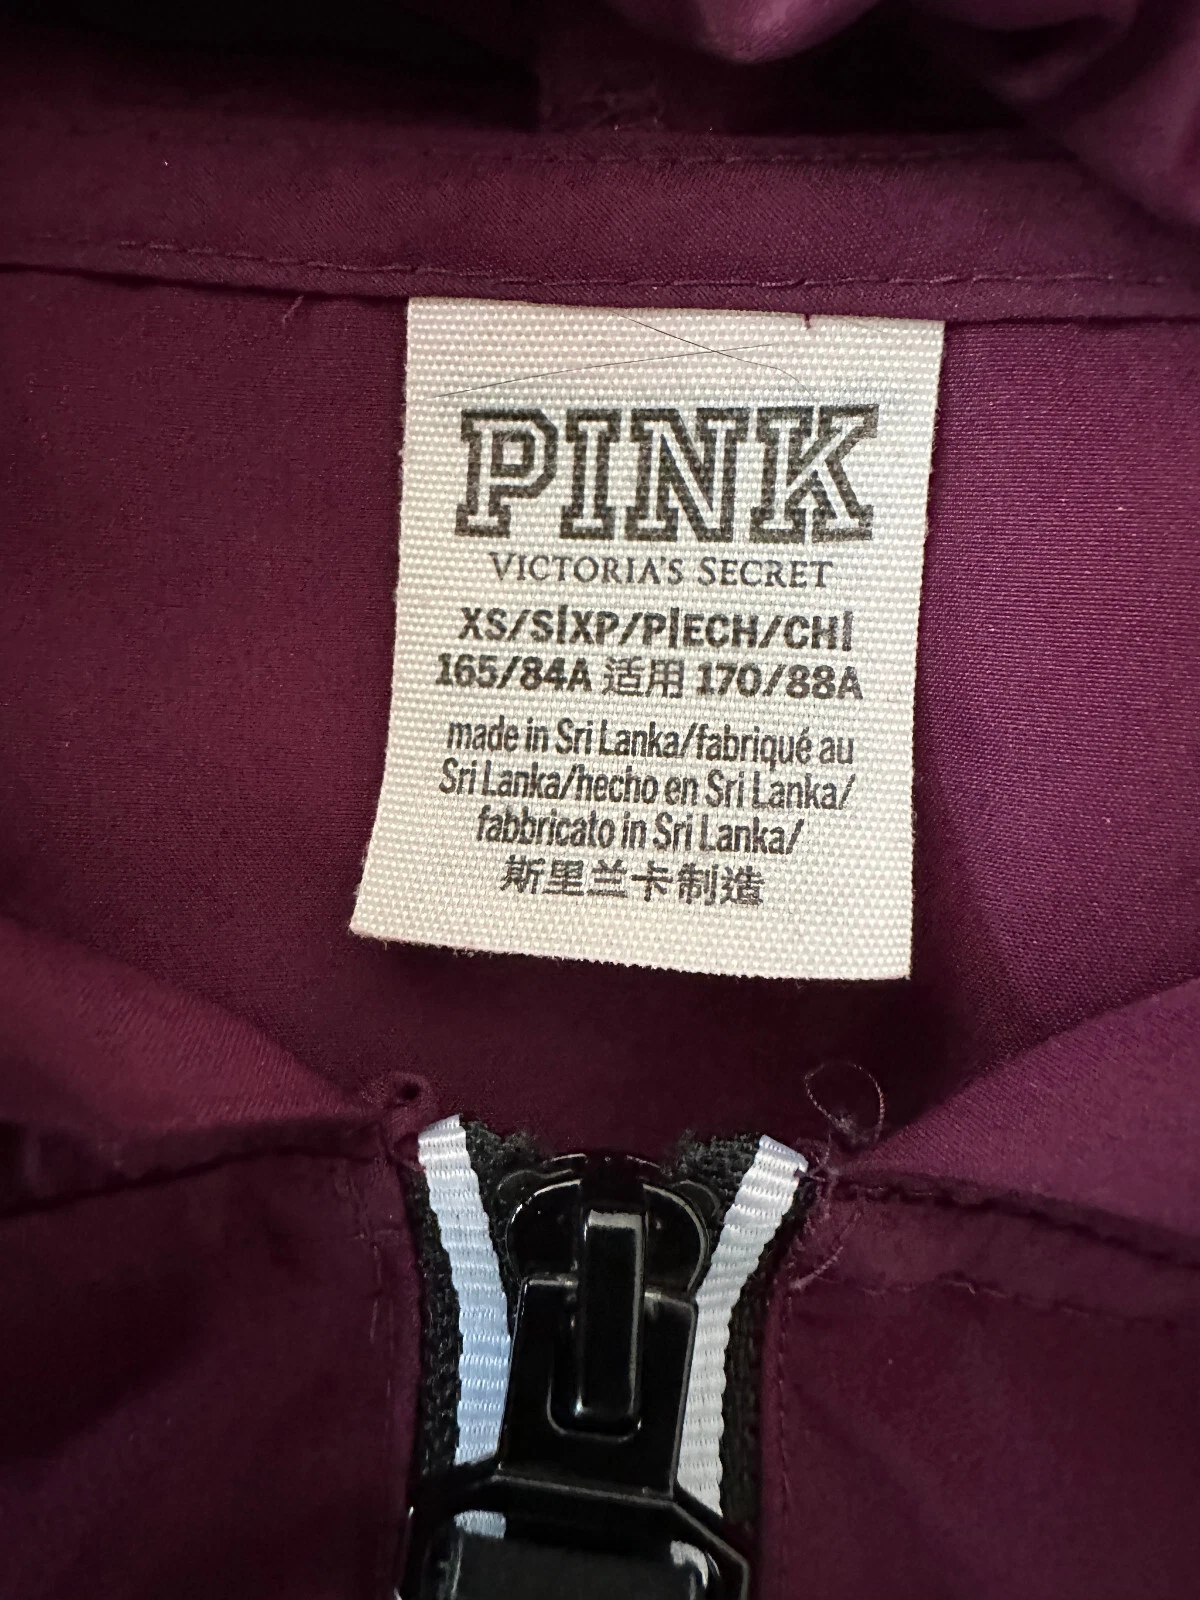 PINK
VICTORIA'S SECRET
XS/S|XP/P|ECH/CH|
165/84A 适用 170/88A
made in Sri Lanka/fabriqué au
Sri Lanka/hecho en Sri Lanka/
fabbricato in Sri Lanka/
斯里兰卡制造